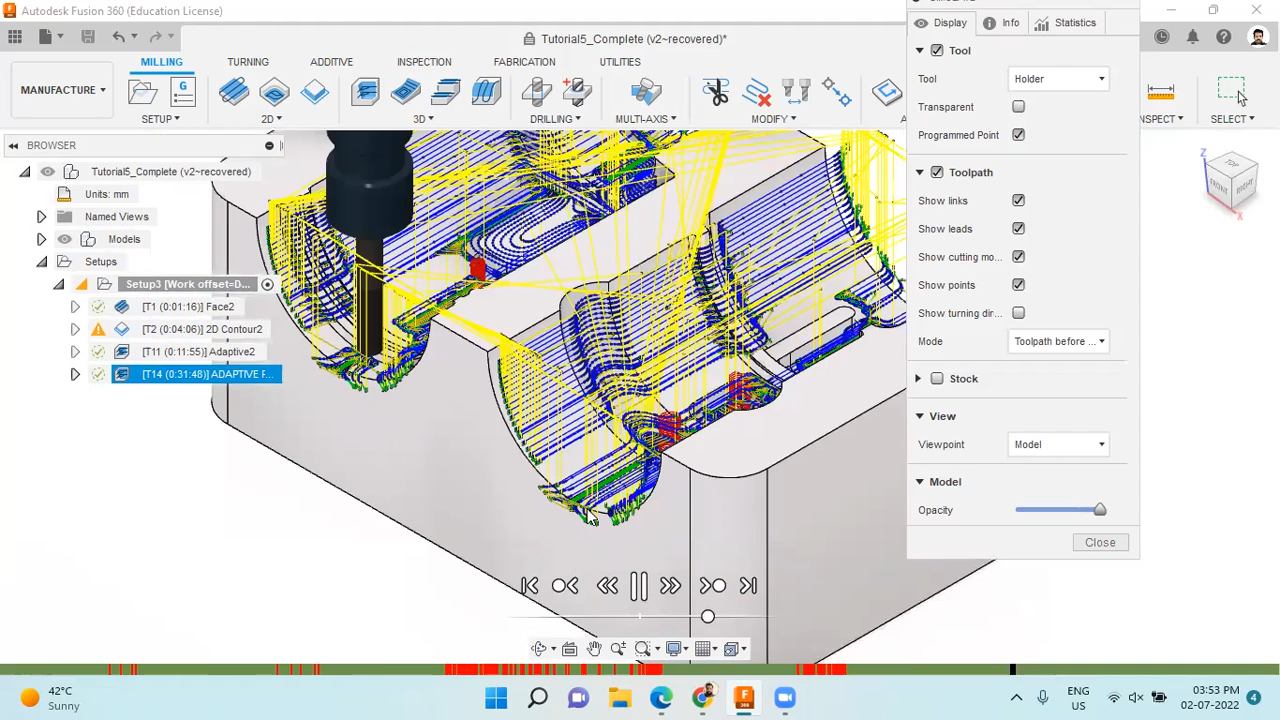 Autodesk Fusion 360 (Education License)
Display
Info
Statistics
Tutorial5_Complete (v2~recovered)*
MILLING
TURNING
ADDITIVE
INSPECTION
FABRICATION
UTILITIES
MANUFACTURE
SETUP
2D
3D
DRILLING
MULTI-AXIS
MODIFY
A
NSPECT
SELECT
BROWSER
Tutorial5_Complete (v2~recovered)
Units: mm
Named Views
Models
Setups
Setup3 [Work offset=D...
[T1 (0:01:16)] Face2
[T2 (0:04:06)] 2D Contour2
[T11 (0:11:55)] Adaptive2
[T14 (0:31:48)] ADAPTIVE F...
Tool
Tool
Holder
Transparent
Programmed Point
Toolpath
Show links
Show leads
Show cutting mo...
Show points
Show turning dir...
Mode
Toolpath before ...
Stock
View
Viewpoint
Model
Model
Opacity
Close
Z
TOP
FRONT
RIGHT
X
42°C
Sunny
ENG
US
03:53 PM
02-07-2022
4